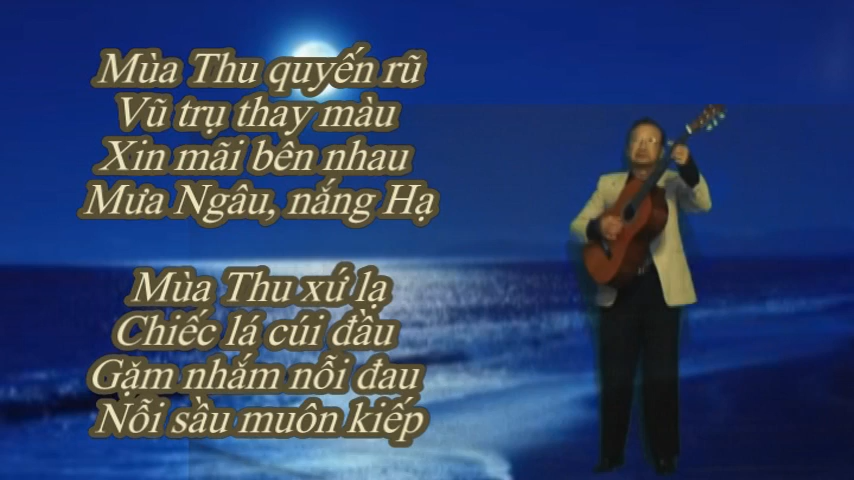 Mùa Thu quyến rũ
Vũ trụ thay màu
Xin mãi bên nhau
Mưa Ngâu, nắng Hạ
Mùa Thu xứ lạ
Chiếc lá cúi đầu
Gặm nhắm nỗi đau
Nỗi sầu muôn kiếp